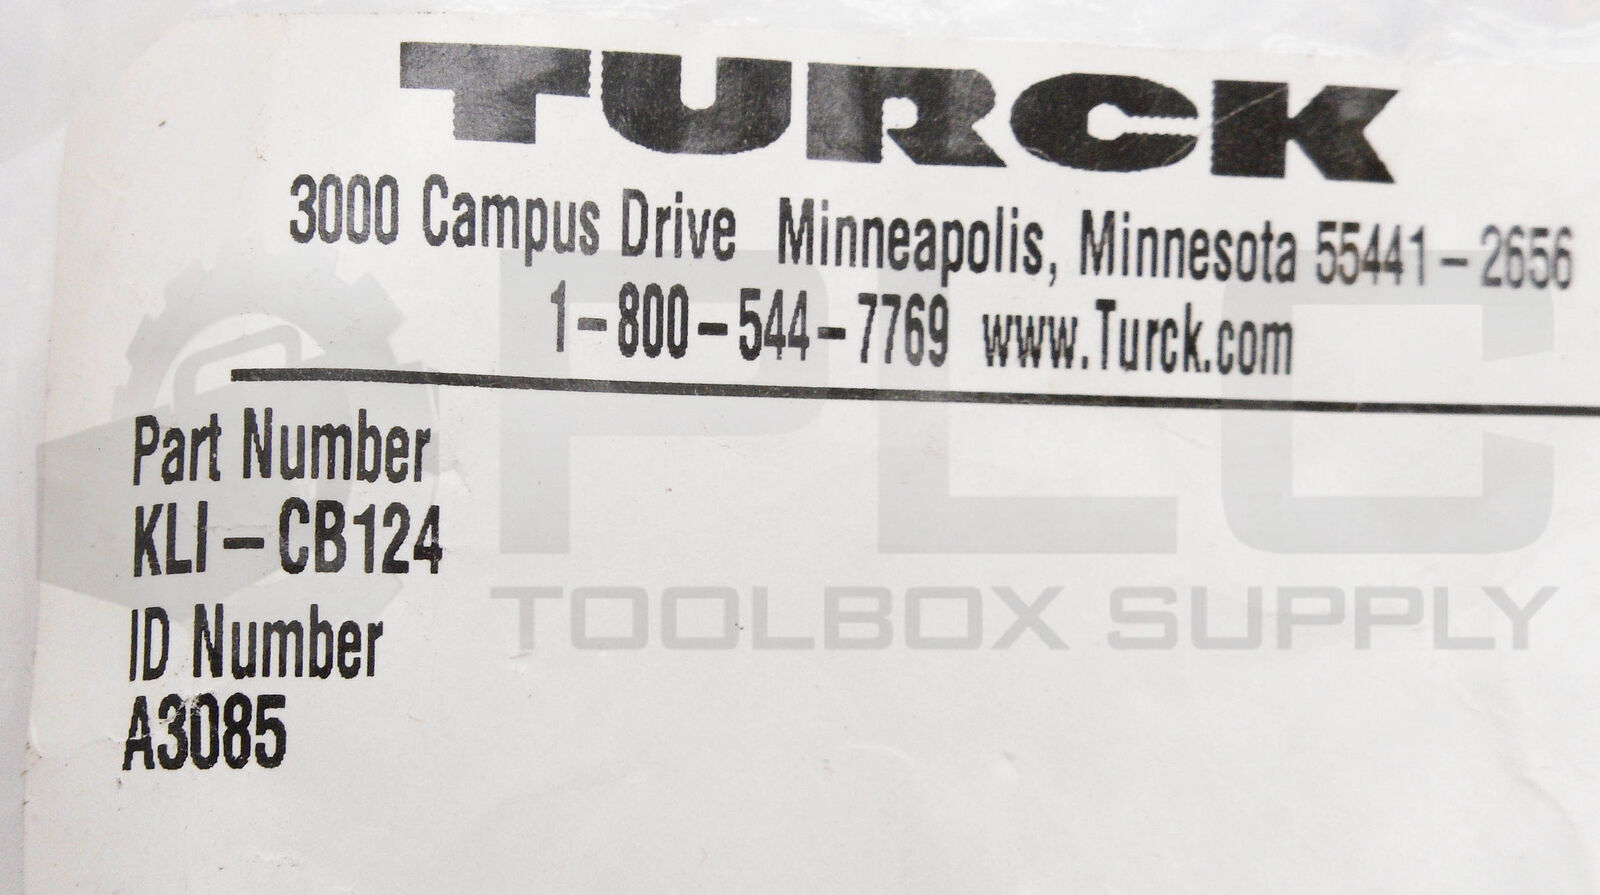 TURCK
3000 Campus Drive Minneapolis, Minnesota 55441-2656
1-800-544-7769 www.Turck.com
Part Number
KLI-CB124
ID Number
A3085
PLC
TOOLBOX SUPPLY